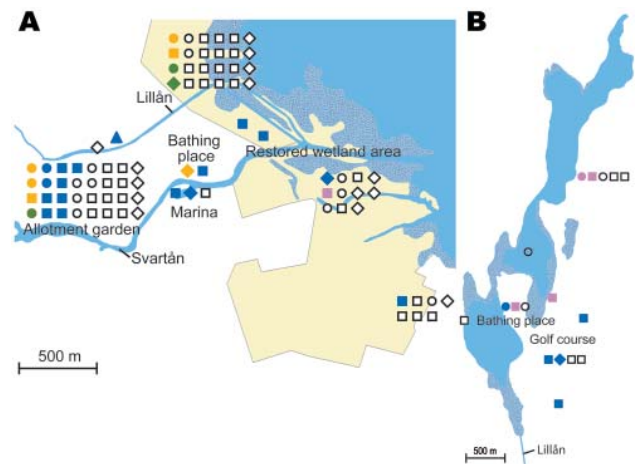 A
B
Lillån
Bathing
place
Restored wetland area
Marina
Allotment garden
Svartån
500 m
Bathing place
Golf course
500 m
Lillån